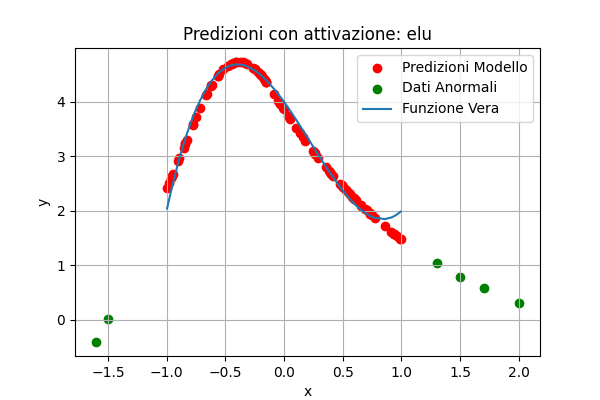 Predizioni con attivazione: elu
Predizioni Modello
Dati Anormali
Funzione Vera
y
4
3
2
1
0
−1.5
−1.0
−0.5
0.0
0.5
1.0
1.5
2.0
x